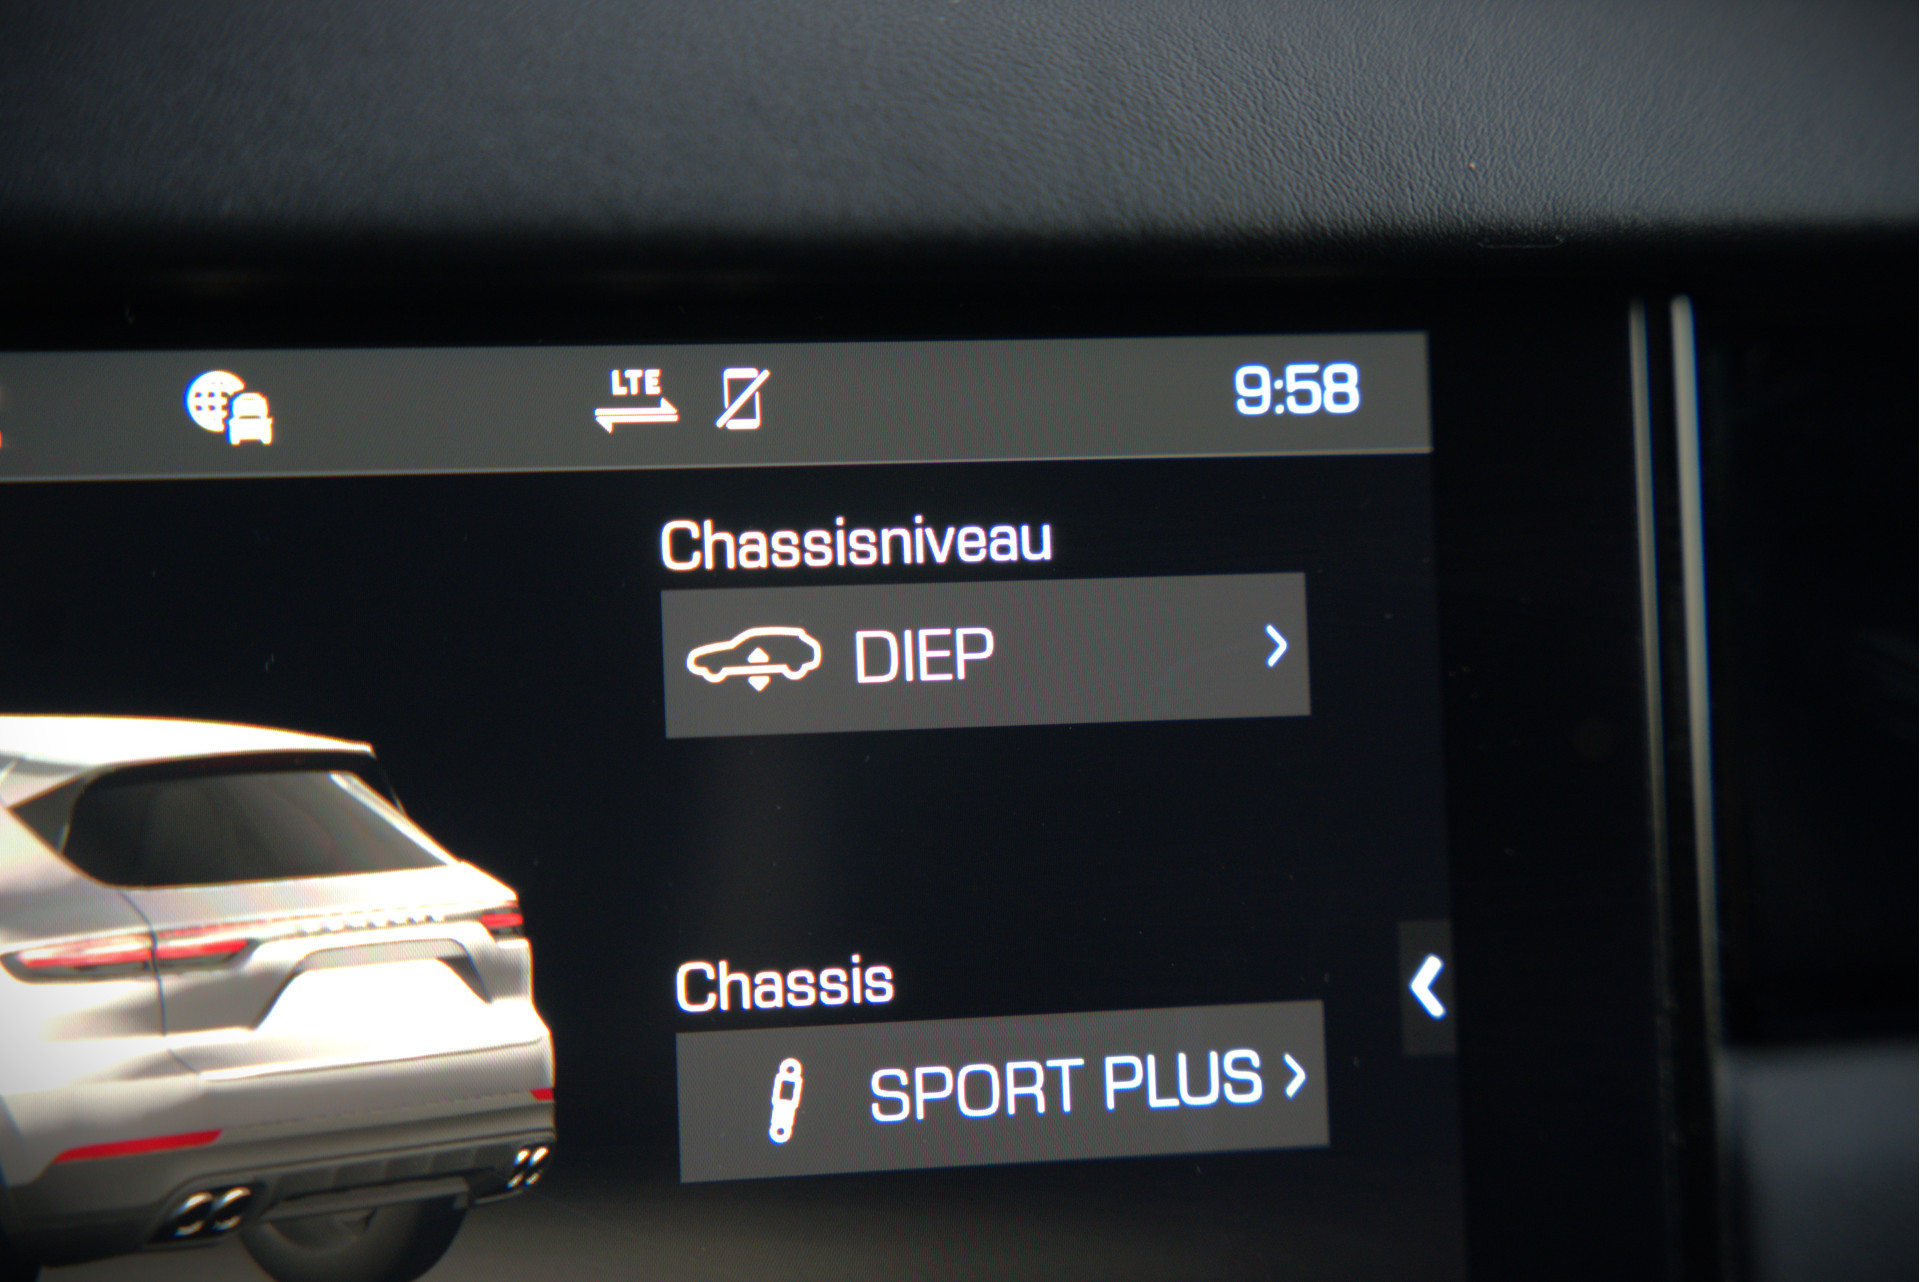 LTE
9:58
Chassisniveau
DIEP
Chassis
SPORT PLUS